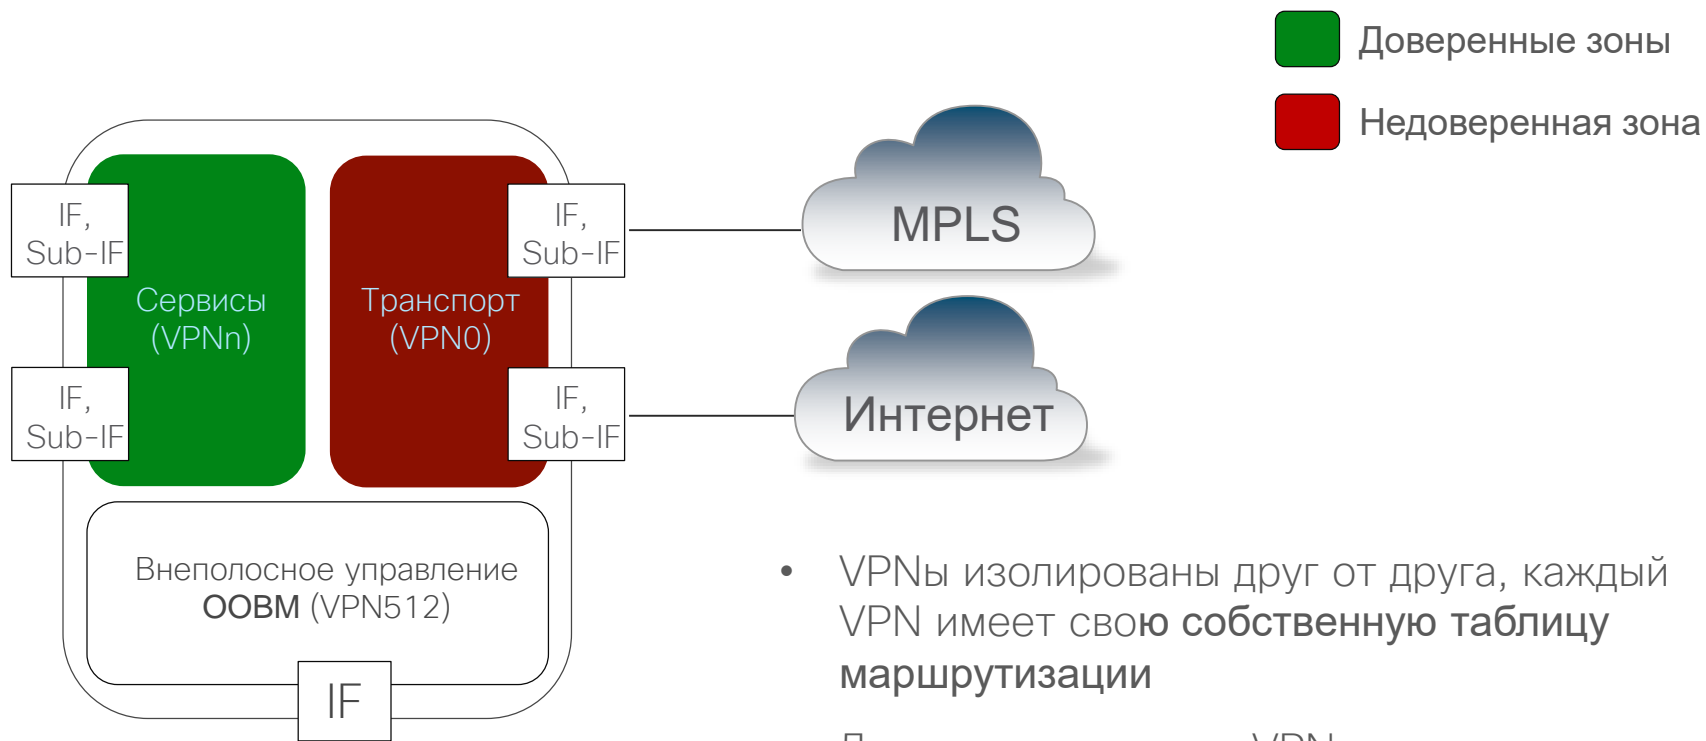 Доверенные зоны
Недоверенная зона
IF,
Sub-IF
IF,
Sub-IF
Сервисы
(VPNn)
Транспорт
(VPN0)
IF,
Sub-IF
IF,
Sub-IF
MPLS
Интернет
Внеполосное управление
OOBM (VPN512)
IF
• VPNы изолированы друг от друга, каждый
VPN имеет свою собственную таблицу
маршрутизации
VPN